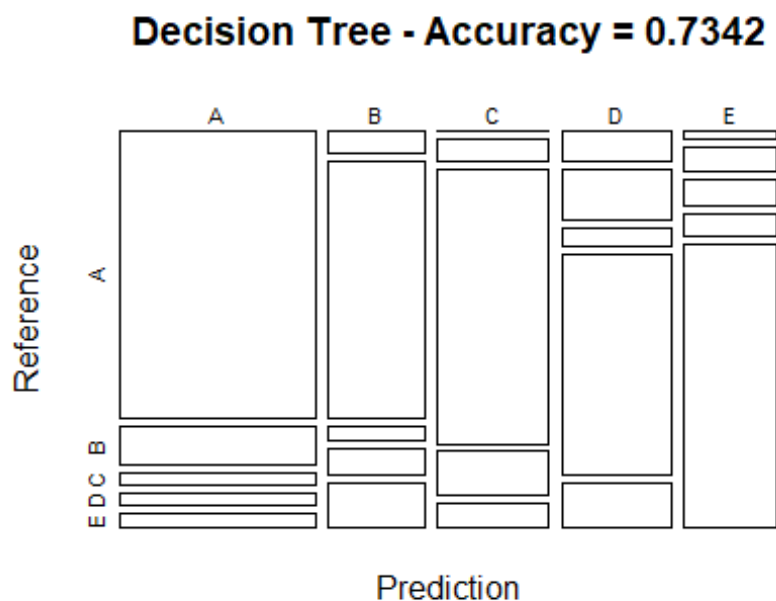 Decision Tree - Accuracy = 0.7342
A B C D E
Reference
A
B
C
D
E
Prediction